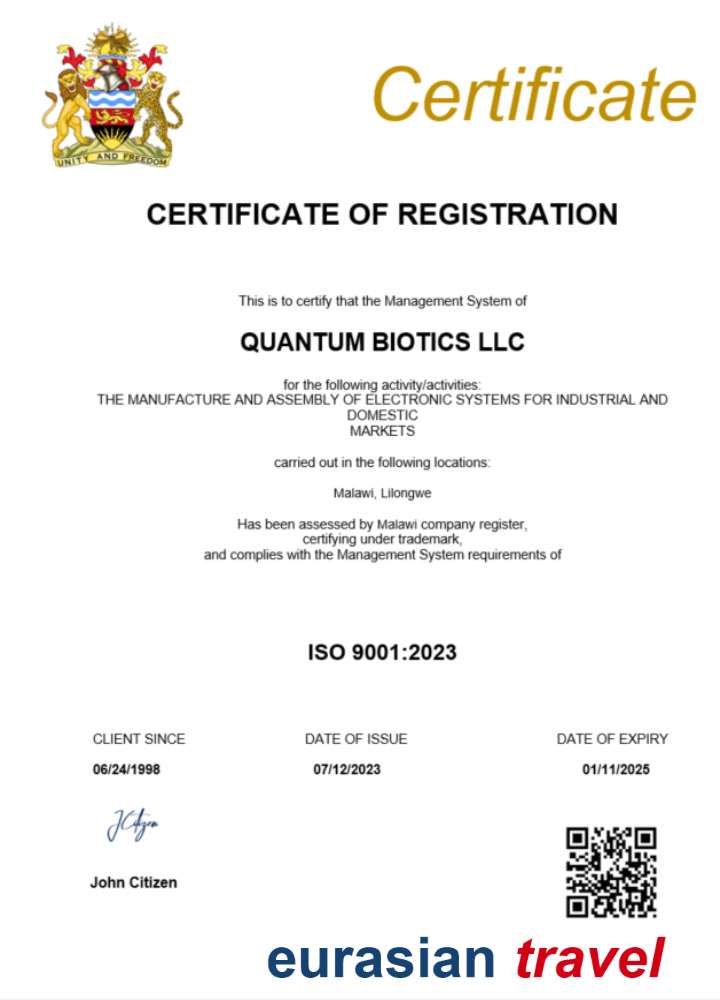 UNITY AND FREEDOM
Certificate
CERTIFICATE OF REGISTRATION
This is to certify that the Management System of
QUANTUM BIOTICS LLC
for the following activity/activities:
THE MANUFACTURE AND ASSEMBLY OF ELECTRONIC SYSTEMS FOR INDUSTRIAL AND
DOMESTIC
MARKETS
carried out in the following locations:
Malawi, Lilongwe
Has been assessed by Malawi company register,
certifying under trademark,
and complies with the Management System requirements of
ISO 9001:2023
CLIENT SINCE DATE OF ISSUE DATE OF EXPIRY
06/24/1998 07/12/2023 01/11/2025
JCitizen
John Citizen
eurasian travel